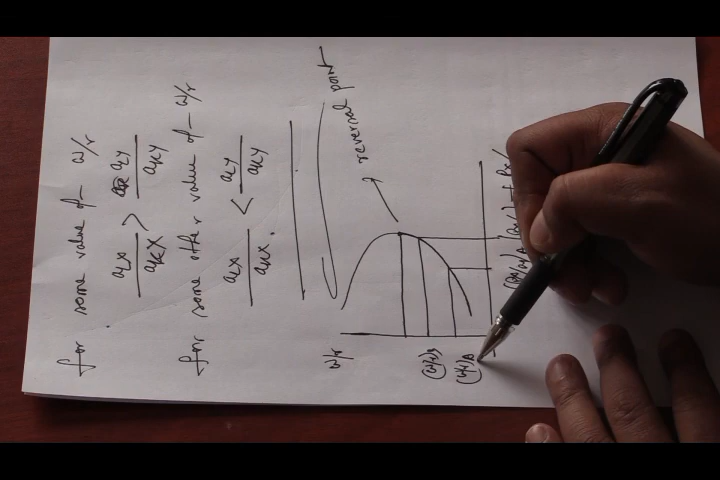 for some value of w/r
aLX/aKX > aLY/aKY
for some other value of w/r
aLX/aKX. < aLY/aKY
reversal point
w/r
(w/r)B